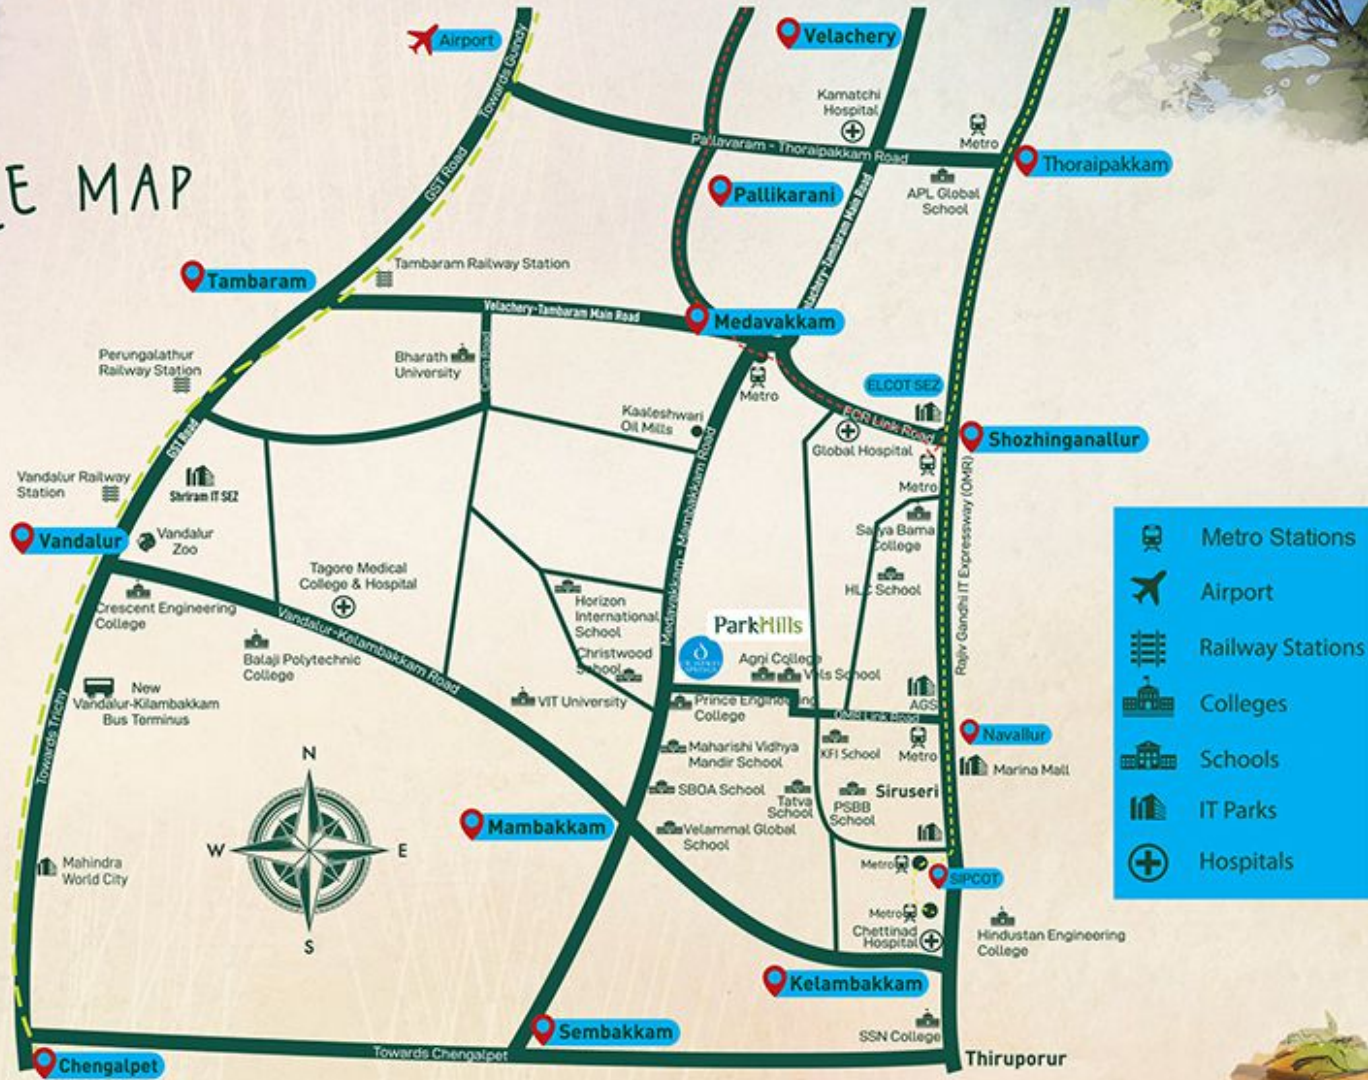 E MAP
Airport
Towards Guindy
GST Road
Velachery
Kamatchi
Hospital
Metro
Pallavaram - Thoraipakkam Road
Thoraipakkam
APL Global
School
Pallikarani
Velachery-Tambaram Main Road
Tambaram
Tambaram Railway Station
Velachery-Tambaram Main Road
Medavakkam
Perungalathur
Railway Station
Bharath
University
Camp Road
Metro
ELCOT SEZ
Kaaleshwari
Oil Mills
ECR Link Road
Global Hospital
Shozhinganallur
Metro
GST Road
Vandalur Railway
Station
Shriram IT SEZ
Medavakkam - Mambakkam Road
Rajiv Gandhi IT Expressway (OMR)
Vandalur
Vandalur
Zoo
Satya Bama
College
HLC School
Tagore Medical
College & Hospital
Crescent Engineering
College
Vandalur-Kelambakkam Road
Horizon
International
School
Christwood
School
ParkHills
Balaji Polytechnic
College
Agni College
Vels School
New
Vandalur-Kilambakkam
Bus Terminus
VIT University
Prince Engineering
College
AGS
OMR Link Road
Navallur
Towards Trichy
Maharishi Vidhya
Mandir School
KFI School
Metro
Marina Mall
SBOA School
Tatva
School
PSBB
School
Siruseri
Mambakkam
Velammal Global
School
N
W
E
S
Mahindra
World City
Metro
SIPCOT
Metro
Chettinad
Hospital
Hindustan Engineering
College
Kelambakkam
Sembakkam
SSN College
Towards Chengalpet
Chengalpet
Thiruporur
Metro Stations
Airport
Railway Stations
Colleges
Schools
IT Parks
Hospitals